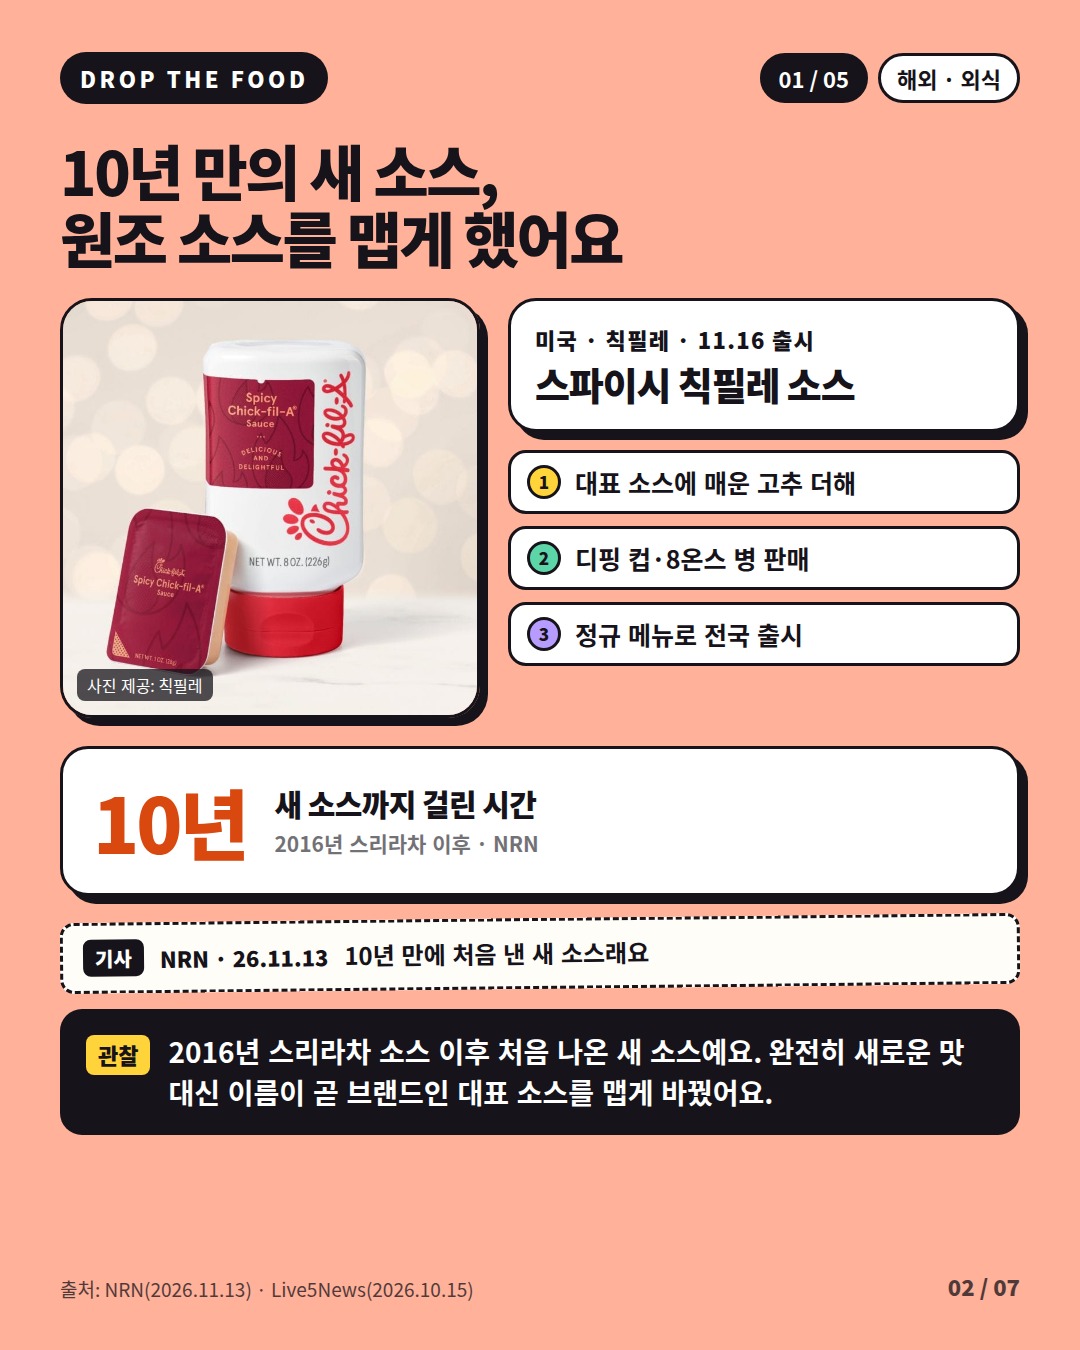 DROP THE FOOD
01 / 05
해외 · 외식
10년 만의 새 소스,
원조 소스를 맵게 했어요
Spicy
Chick-fil-A®
Sauce
DELICIOUS
AND
DELIGHTFUL
Chick-fil-A
NET WT. 8 OZ. (226g)
Chick-fil-A
Spicy Chick-fil-A®
Sauce
NET WT. 1 OZ. (28g)
사진 제공: 칙필레
미국 · 칙필레 · 11.16 출시
스파이시 칙필레 소스
1 대표 소스에 매운 고추 더해
2 디핑 컵·8온스 병 판매
3 정규 메뉴로 전국 출시
10년
새 소스까지 걸린 시간
2016년 스리라차 이후 · NRN
기사 NRN · 26.11.13 10년 만에 처음 낸 새 소스래요
관찰 2016년 스리라차 소스 이후 처음 나온 새 소스예요. 완전히 새로운 맛
대신 이름이 곧 브랜드인 대표 소스를 맵게 바꿨어요.
출처: NRN(2026.11.13) · Live5News(2026.10.15)
02 / 07